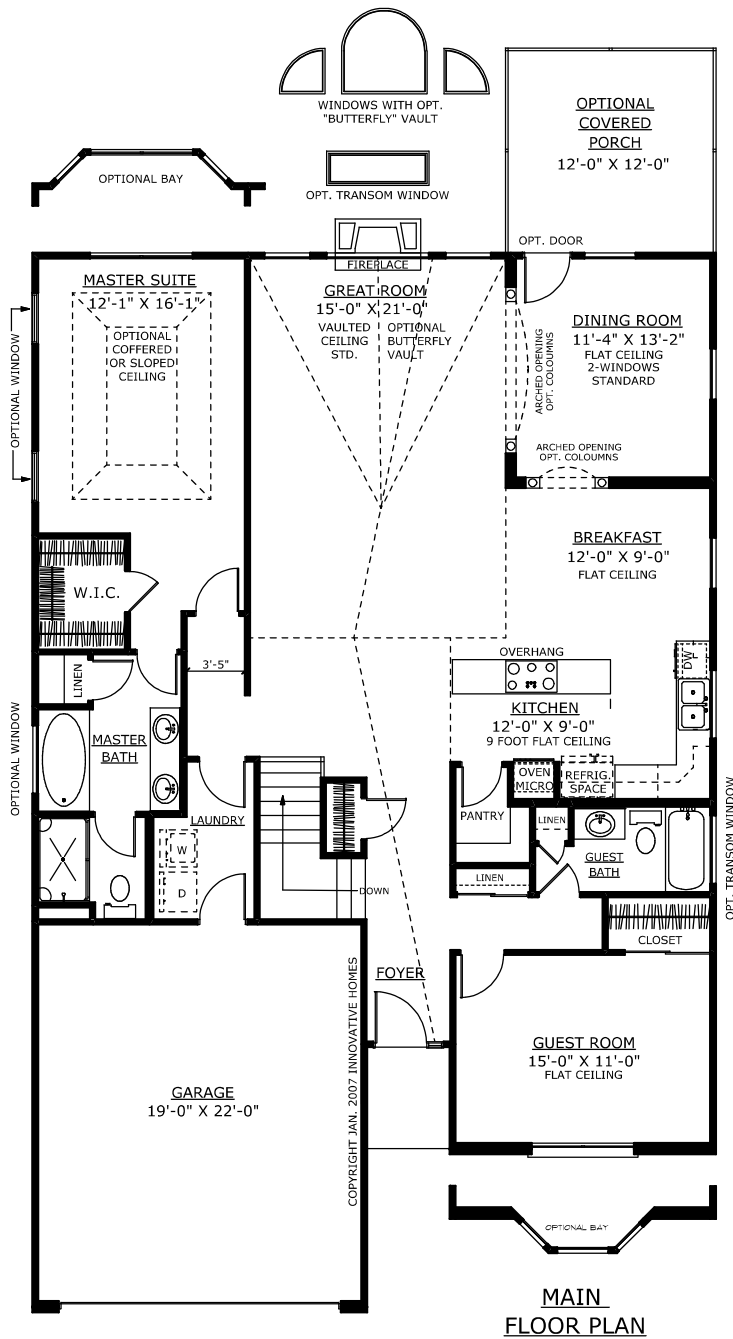 WINDOWS WITH OPT.
"BUTTERFLY" VAULT
OPTIONAL
COVERED
PORCH
12'-0" X 12'-0"
OPTIONAL BAY
OPT. TRANSOM WINDOW
OPT. DOOR
FIREPLACE
MASTER SUITE
12'-1" X 16'-1"
OPTIONAL
COFFERED
OR SLOPED
CEILING
OPTIONAL WINDOW
GREAT ROOM
15'-0" X 21'-0"
VAULTED
CEILING
STD.
OPTIONAL
BUTTERFLY
VAULT
ARCHED OPENING
OPT. COLOUMNS
DINING ROOM
11'-4" X 13'-2"
FLAT CEILING
2-WINDOWS
STANDARD
ARCHED OPENING
OPT. COLOUMNS
BREAKFAST
12'-0" X 9'-0"
FLAT CEILING
W.I.C.
LINEN
3'-5"
OVERHANG
DW
KITCHEN
12'-0" X 9'-0"
9 FOOT FLAT CEILING
OPTIONAL WINDOW
MASTER
BATH
OVEN
MICRO
REFRIG.
SPACE
LAUNDRY
PANTRY
LINEN
W
D
GUEST
BATH
OPT. TRANSOM WINDOW
LINEN
DOWN
CLOSET
FOYER
GUEST ROOM
15'-0" X 11'-0"
FLAT CEILING
GARAGE
19'-0" X 22'-0"
COPYRIGHT JAN. 2007 INNOVATIVE HOMES
OPTIONAL BAY
MAIN
FLOOR PLAN